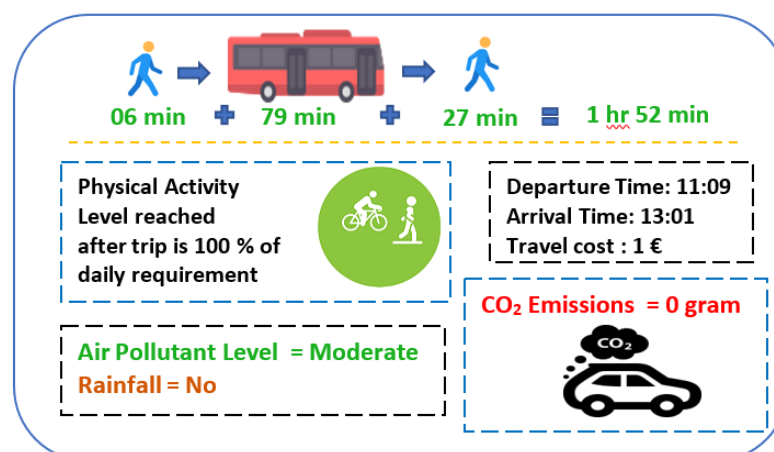 06 min + 79 min + 27 min = 1 hr 52 min
Physical Activity
Level reached
after trip is 100 % of
daily requirement
Departure Time: 11:09
Arrival Time: 13:01
Travel cost : 1 €
CO₂ Emissions = 0 gram
CO₂
Air Pollutant Level = Moderate
Rainfall = No